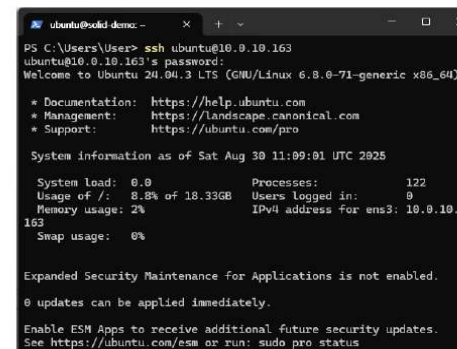 ubuntu@solid-demo: ~
PS C:\Users\User> ssh ubuntu@10.0.10.163
ubuntu@10.0.10.163's password:
Welcome to Ubuntu 24.04.3 LTS (GNU/Linux 6.8.0-71-generic x86_64)
* Documentation: https://help.ubuntu.com
* Management: https://landscape.canonical.com
* Support: https://ubuntu.com/pro
System information as of Sat Aug 30 11:09:01 UTC 2025
System load: 0.0 Processes: 122
Usage of /: 8.8% of 18.33GB Users logged in: 0
Memory usage: 2% IPv4 address for ens3: 10.0.10.
163
Swap usage: 0%
Expanded Security Maintenance for Applications is not enabled.
0 updates can be applied immediately.
Enable ESM Apps to receive additional future security updates.
See https://ubuntu.com/esm or run: sudo pro status